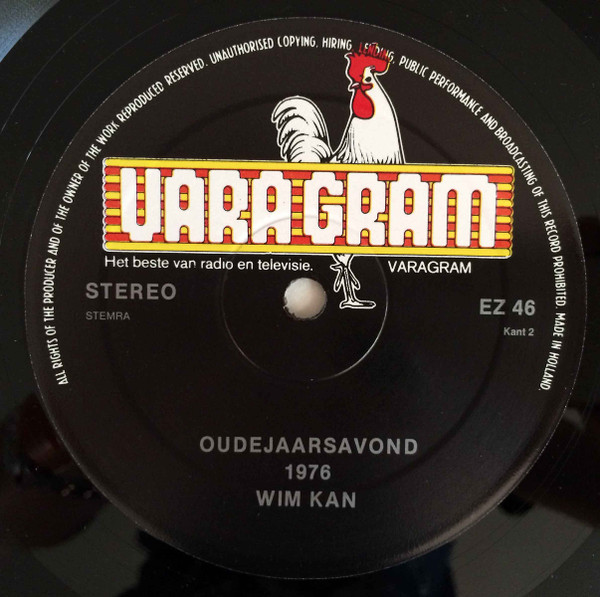 ALL RIGHTS OF THE PRODUCER AND OF THE OWNER OF THE WORK REPRODUCED RESERVED. UNAUTHORISED COPYING, HIRING, LENDING, PUBLIC PERFORMANCE AND BROADCASTING OF THIS RECORD PROHIBITED. MADE IN HOLLAND.
VARAGRAM
Het beste van radio en televisie. VARAGRAM
STEREO EZ 46
STEMRA Kant 2
OUDEJAARSAVOND
1976
WIM KAN